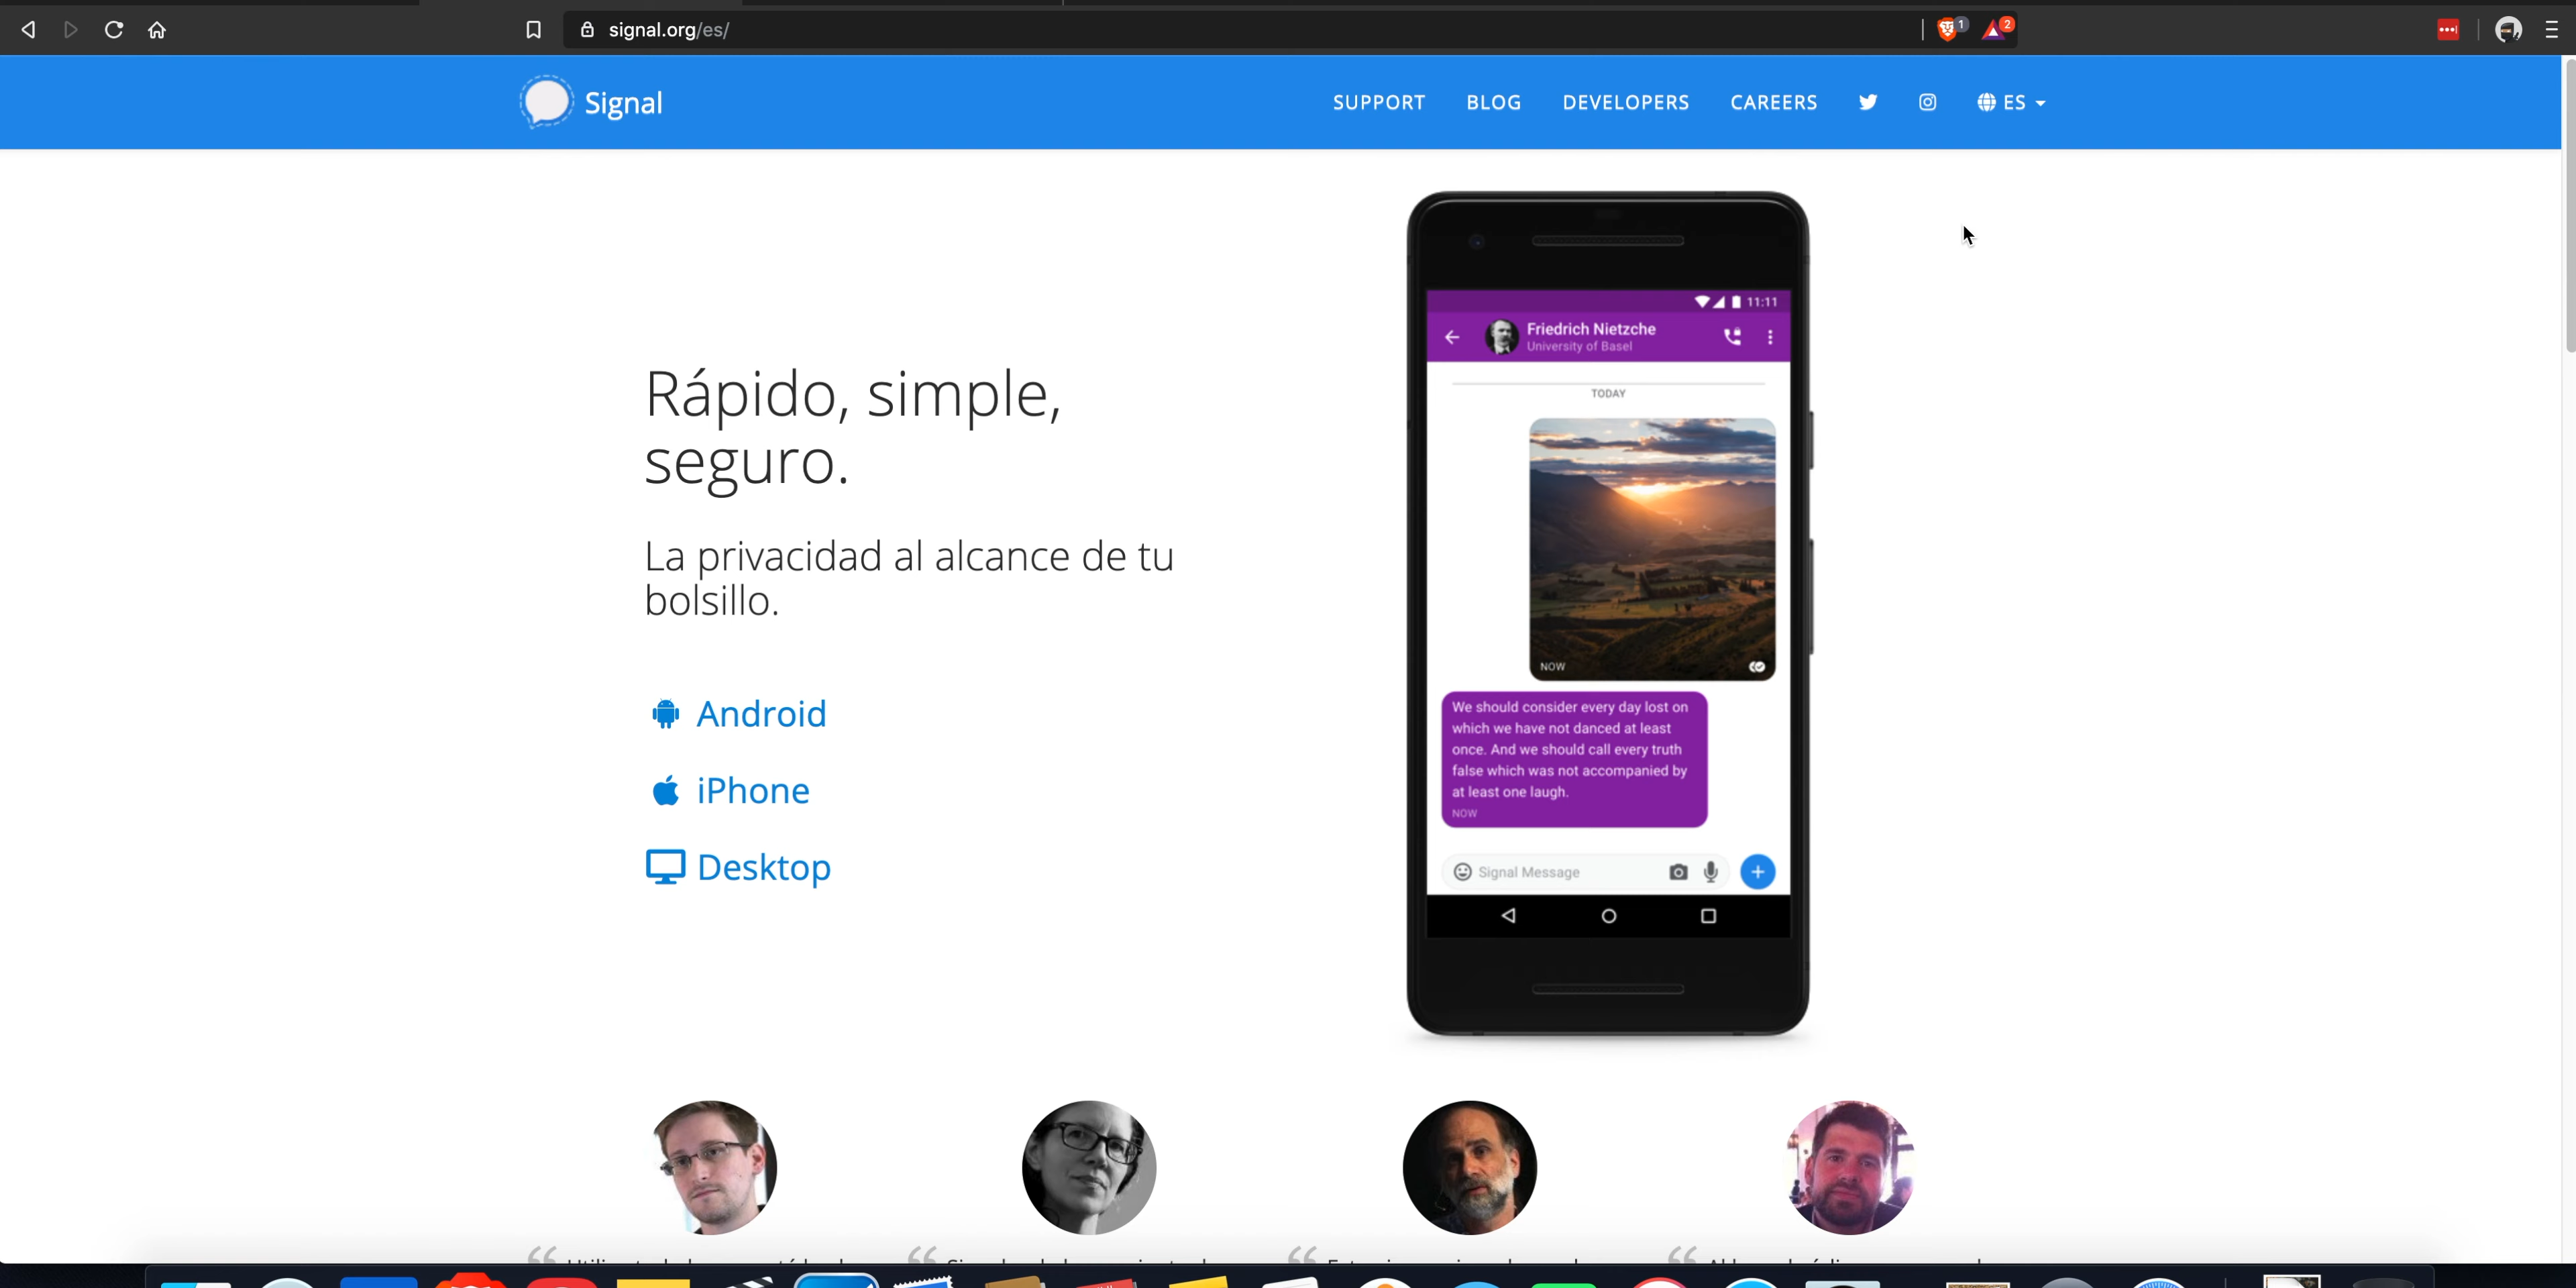 signal.org/es/
1
2
Signal
SUPPORT BLOG DEVELOPERS CAREERS ES
11:11
Friedrich Nietzche
University of Basel
TODAY
NOW
We should consider every day lost on
which we have not danced at least
once. And we should call every truth
false which was not accompanied by
at least one laugh.
NOW
Signal Message
Rápido, simple,
seguro.
La privacidad al alcance de tu
bolsillo.
Android
iPhone
Desktop